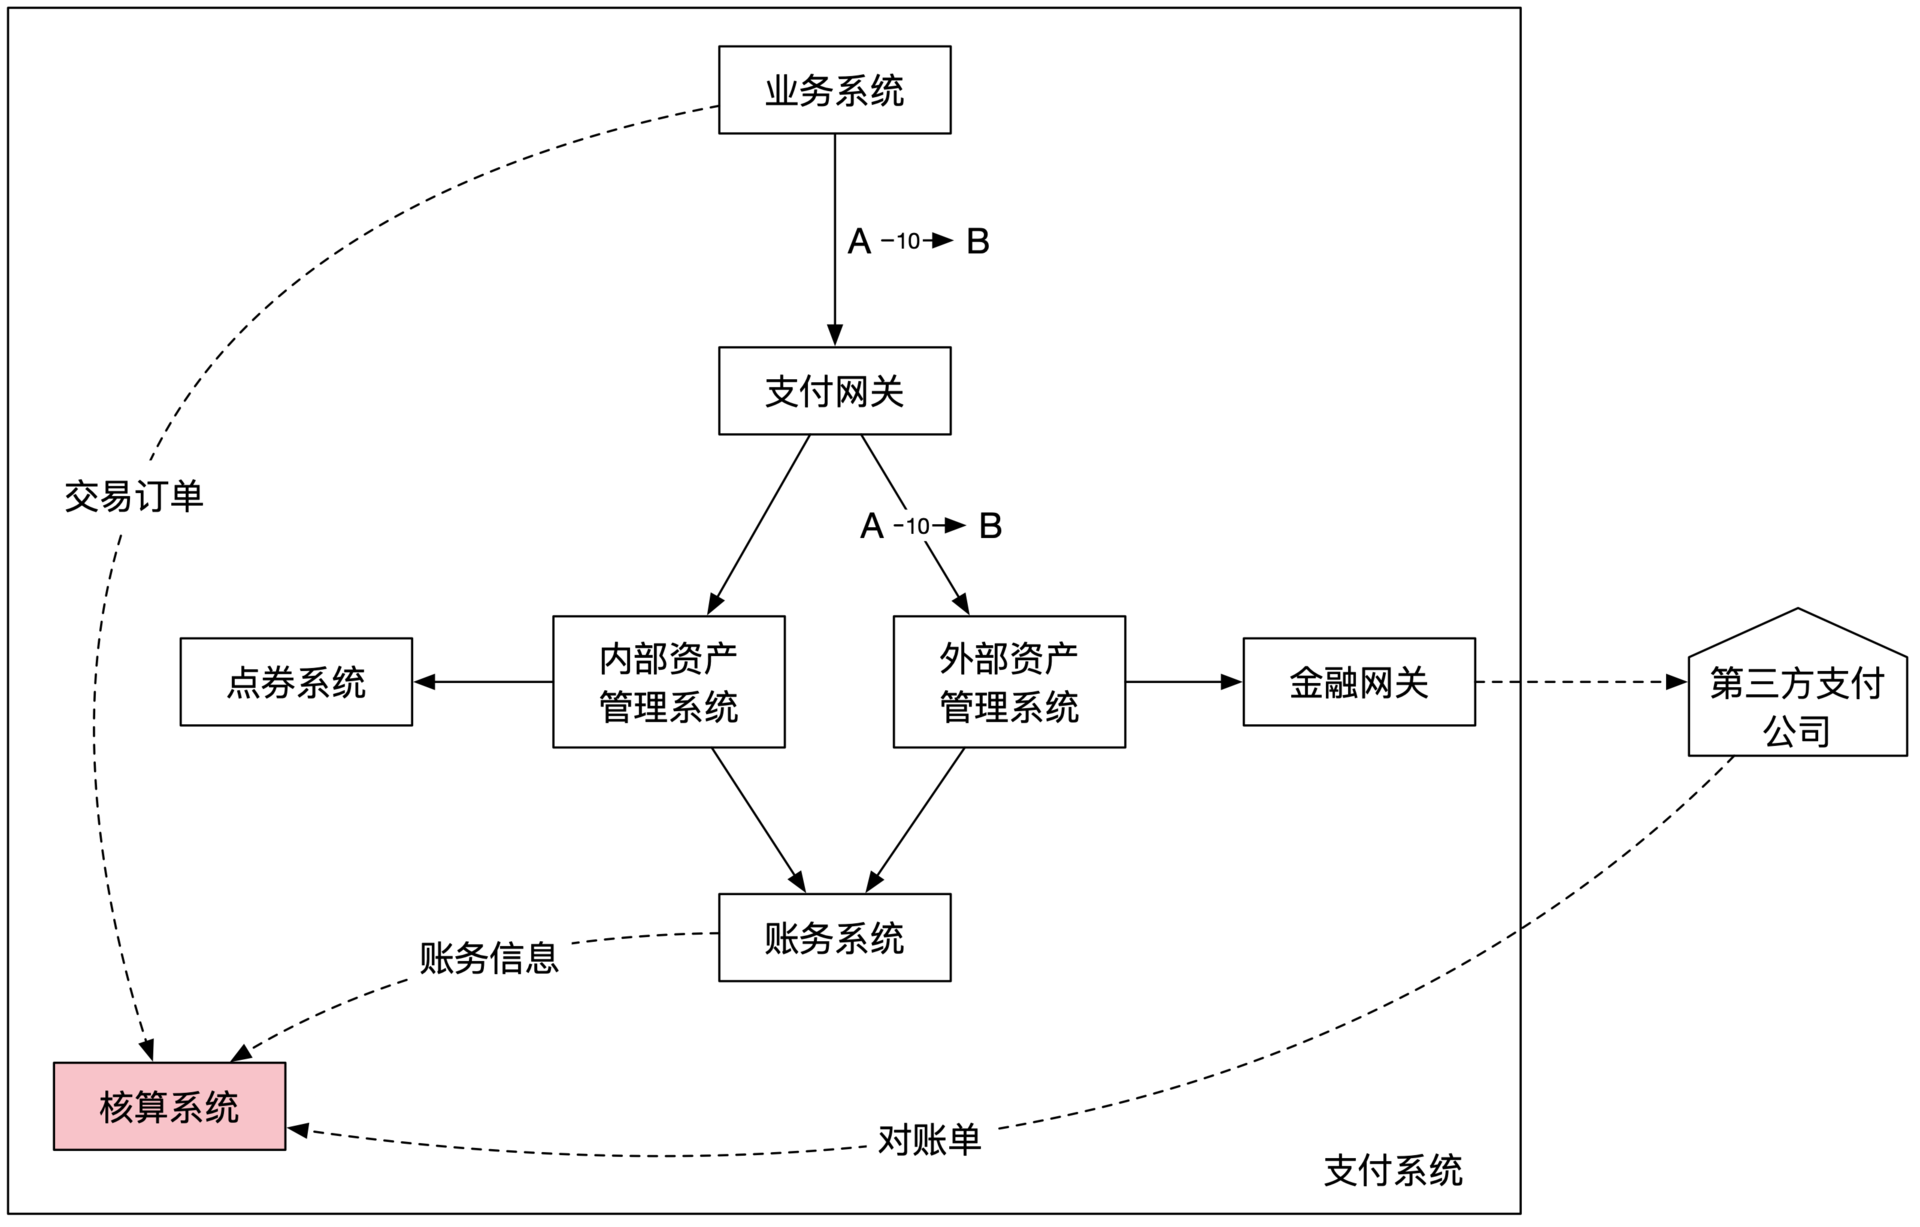 业务系统
A -10→ B
支付网关
交易订单
A -10→ B
点券系统
内部资产
管理系统
外部资产
管理系统
金融网关
第三方支付
公司
账务系统
账务信息
核算系统
对账单
支付系统